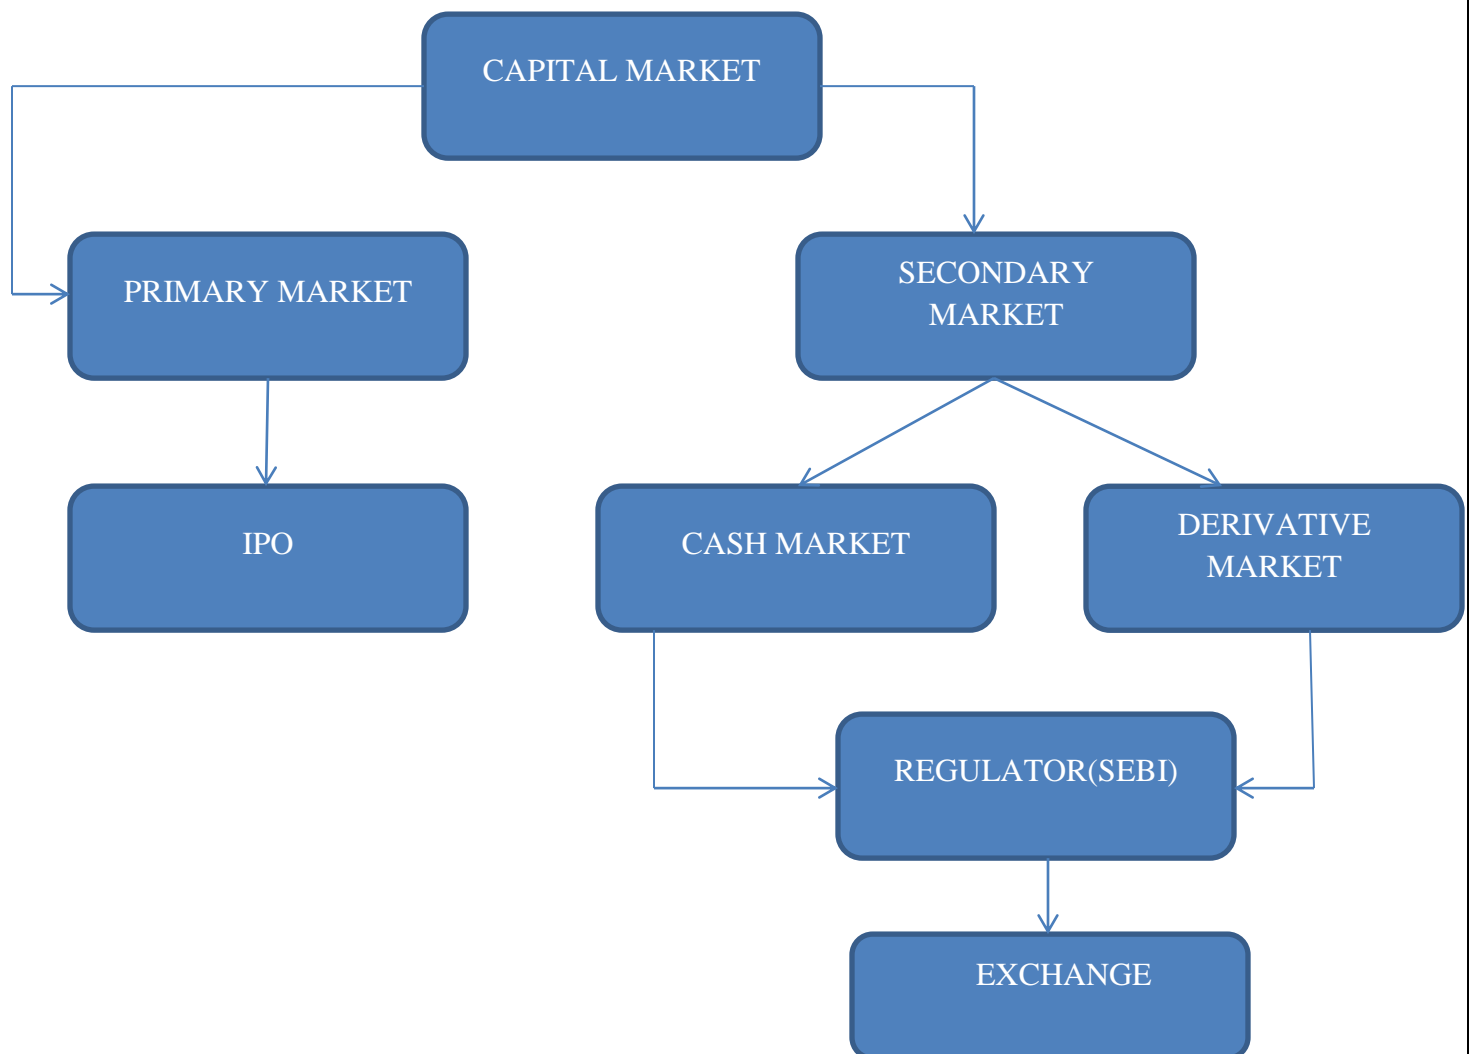 CAPITAL MARKET
PRIMARY MARKET
SECONDARY
MARKET
IPO
CASH MARKET
DERIVATIVE
MARKET
REGULATOR(SEBI)
EXCHANGE